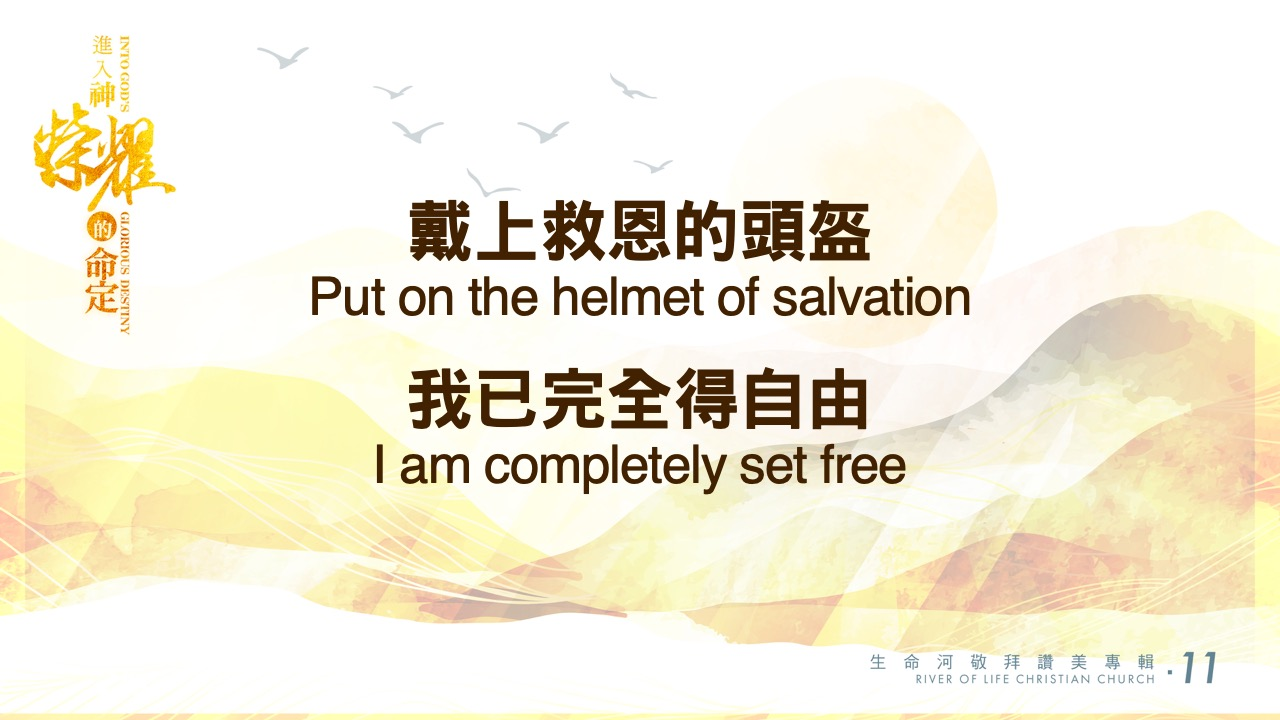 進入神
榮耀
的
命定
INTO GOD'S
GLORIOUS DESTINY
戴上救恩的頭盔
Put on the helmet of salvation
我已完全得自由
I am completely set free
生命河敬拜讚美專輯
RIVER OF LIFE CHRISTIAN CHURCH
·11